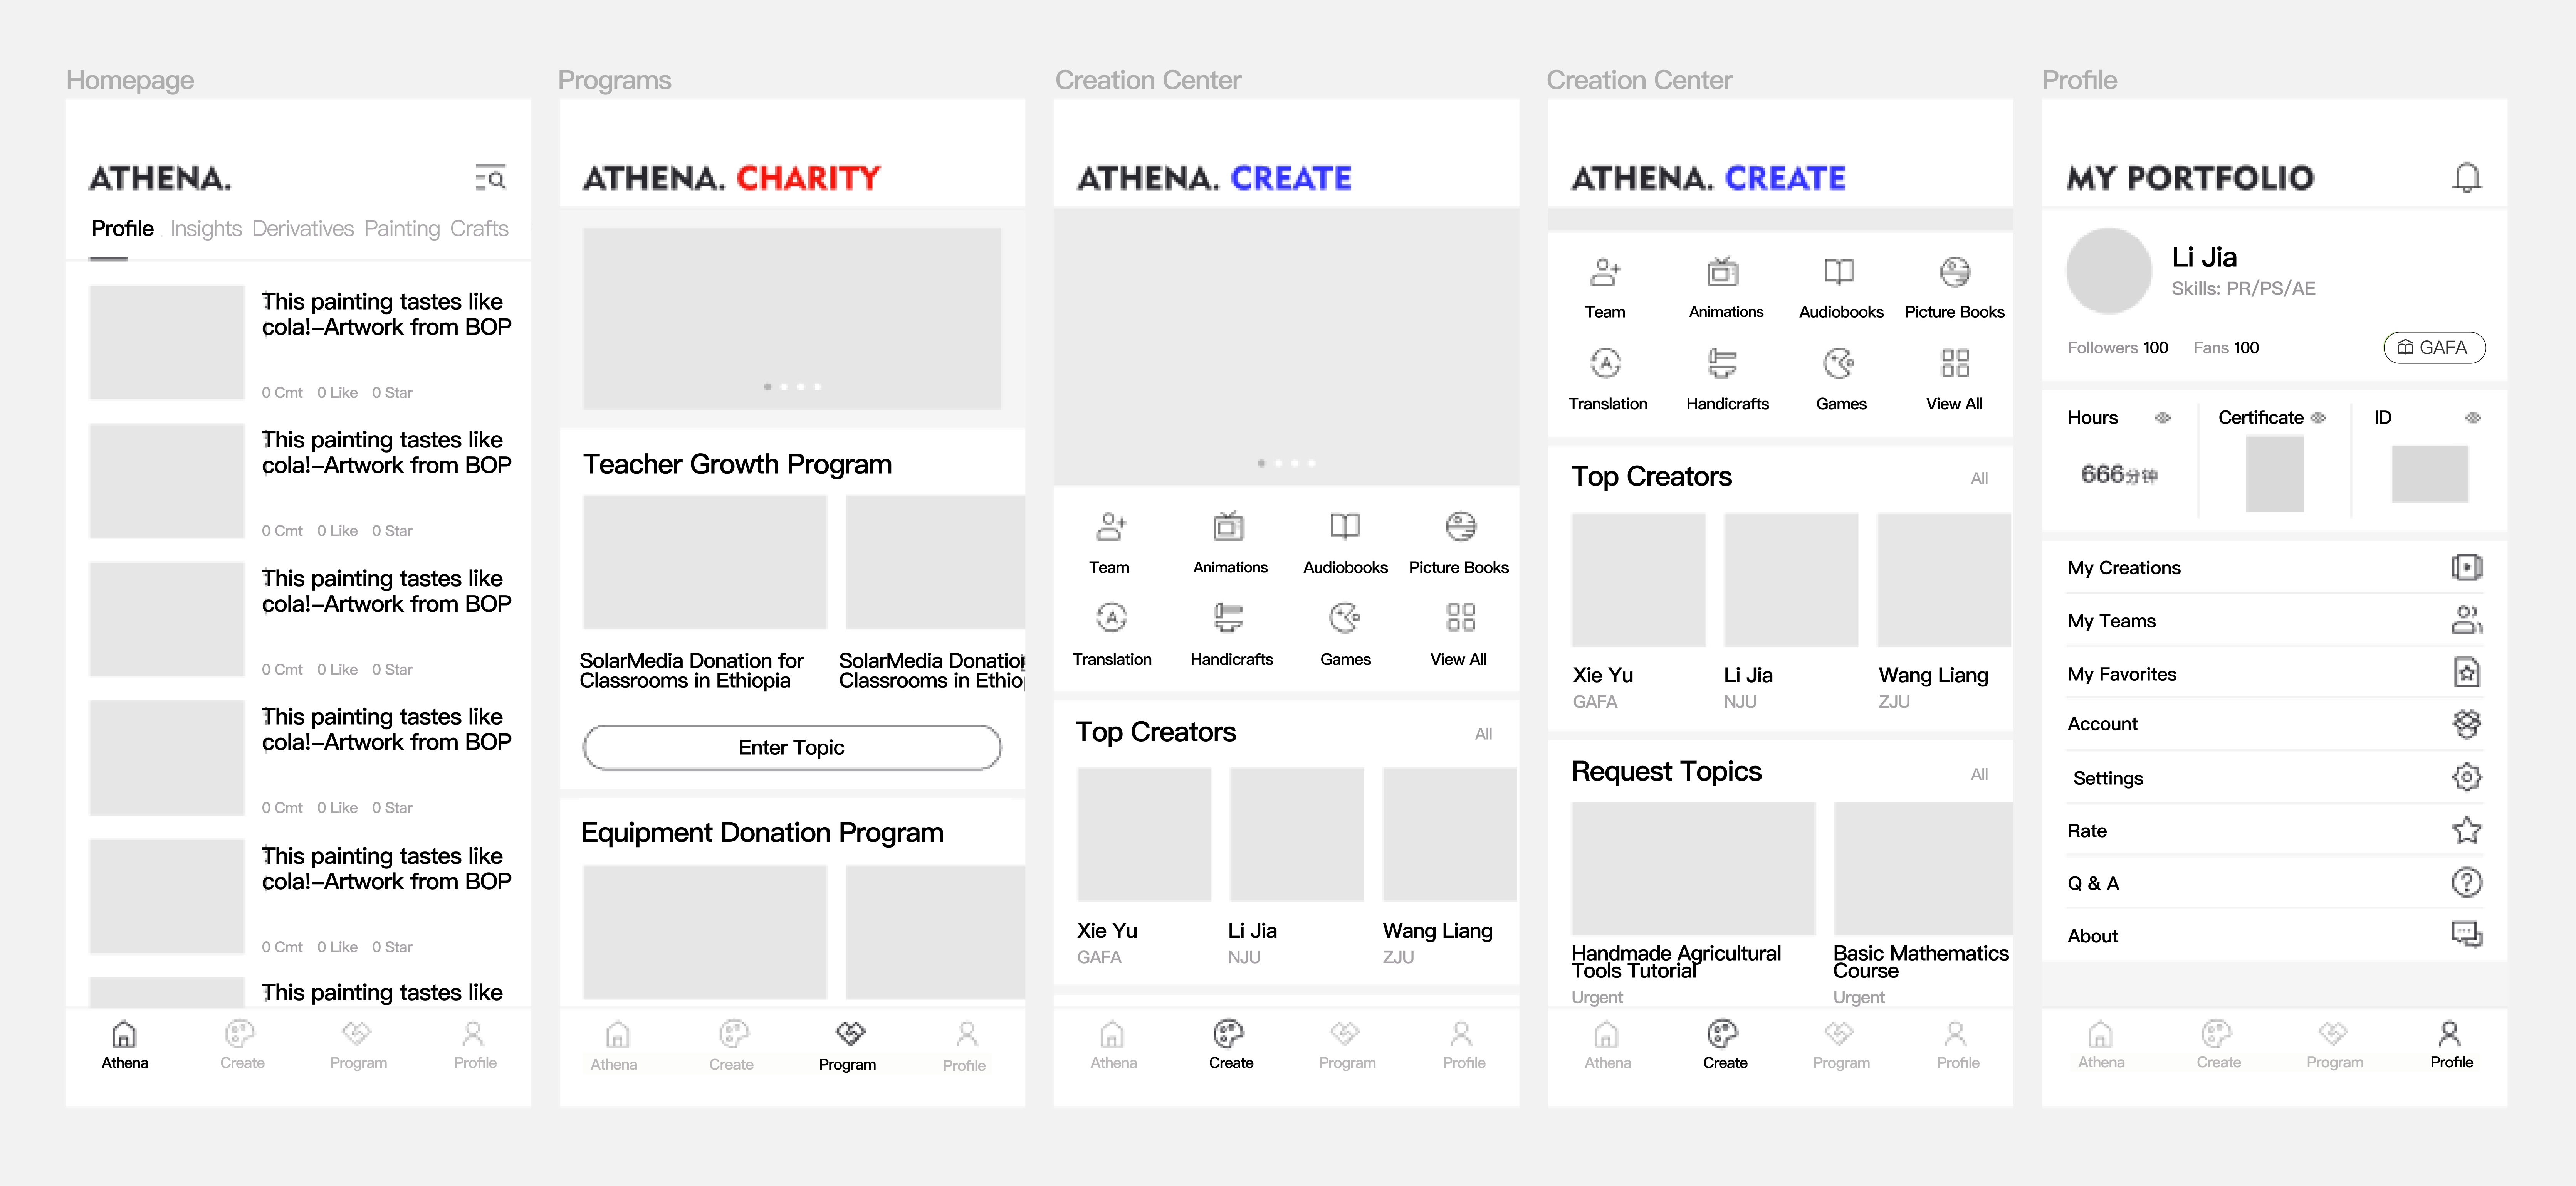 Homepage
ATHENA.
Profile Insights Derivatives Painting Crafts
This painting tastes like
cola!–Artwork from BOP
0 Cmt 0 Like 0 Star
This painting tastes like
cola!–Artwork from BOP
0 Cmt 0 Like 0 Star
This painting tastes like
cola!–Artwork from BOP
0 Cmt 0 Like 0 Star
This painting tastes like
cola!–Artwork from BOP
0 Cmt 0 Like 0 Star
This painting tastes like
cola!–Artwork from BOP
0 Cmt 0 Like 0 Star
This painting tastes like
Athena Create Program Profile
Programs
ATHENA. CHARITY
Teacher Growth Program
SolarMedia Donation for
Classrooms in Ethiopia
SolarMedia Donation
Classrooms in Ethiop
Enter Topic
Equipment Donation Program
Athena Create Program Profile
Creation Center
ATHENA. CREATE
Team Animations Audiobooks Picture Books
Translation Handicrafts Games View All
Top Creators All
Xie Yu Li Jia Wang Liang
GAFA NJU ZJU
Athena Create Program Profile
Creation Center
ATHENA. CREATE
Team Animations Audiobooks Picture Books
Translation Handicrafts Games View All
Top Creators All
Xie Yu Li Jia Wang Liang
GAFA NJU ZJU
Request Topics All
Handmade Agricultural
Tools Tutorial
Urgent
Basic Mathematics
Course
Urgent
Athena Create Program Profile
Profile
MY PORTFOLIO
Li Jia
Skills: PR/PS/AE
Followers 100 Fans 100 GAFA
Hours Certificate ID
666分钟
My Creations
My Teams
My Favorites
Account
Settings
Rate
Q & A
About
Athena Create Program Profile